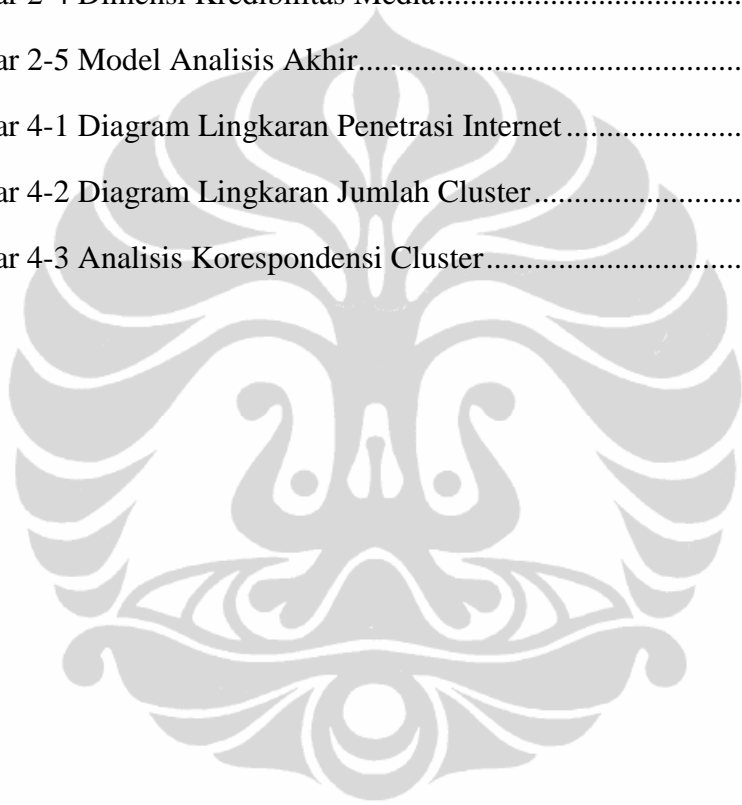 ar 2-4 Dimensi Kredibilitas Media........................................
ar 2-5 Model Analisis Akhir..................................................
ar 4-1 Diagram Lingkaran Penetrasi Internet.......................
ar 4-2 Diagram Lingkaran Jumlah Cluster...........................
ar 4-3 Analisis Korespondensi Cluster.................................